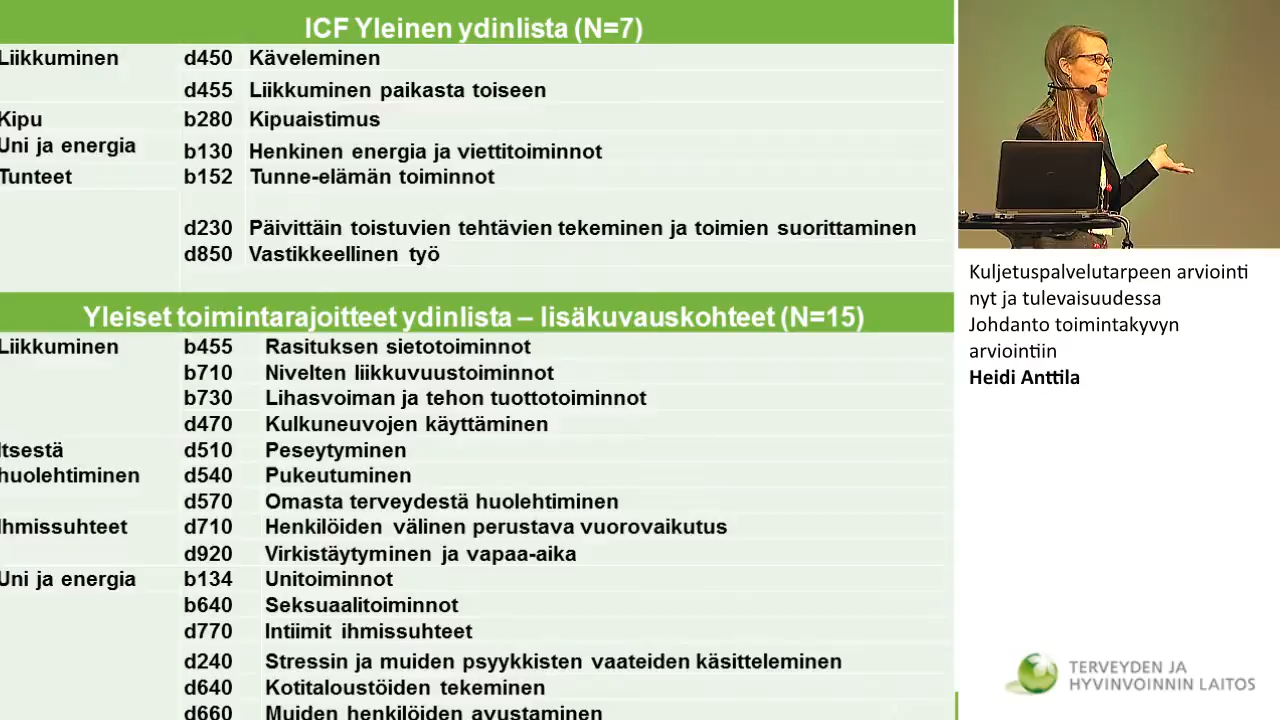 ICF Yleinen ydinlista (N=7)
Liikkuminen d450 Käveleminen
d455 Liikkuminen paikasta toiseen
Kipu b280 Kipuaistimus
Uni ja energia b130 Henkinen energia ja viettitoiminnot
Tunteet b152 Tunne-elämän toiminnot
d230 Päivittäin toistuvien tehtävien tekeminen ja toimien suorittaminen
d850 Vastikkeellinen työ
Yleiset toimintarajoitteet ydinlista – lisäkuvauskohteet (N=15)
Liikkuminen b455 Rasituksen sietotoiminnot
b710 Nivelten liikkuvuustoiminnot
b730 Lihasvoiman ja tehon tuottotoiminnot
d470 Kulkuneuvojen käyttäminen
Itsestä d510 Peseytyminen
huolehtiminen d540 Pukeutuminen
d570 Omasta terveydestä huolehtiminen
Ihmissuhteet d710 Henkilöiden välinen perustava vuorovaikutus
d920 Virkistäytyminen ja vapaa-aika
Uni ja energia b134 Unitoiminnot
b640 Seksuaalitoiminnot
d770 Intiimit ihmissuhteet
d240 Stressin ja muiden psyykkisten vaateiden käsitteleminen
d640 Kotitaloustöiden tekeminen
d660 Muiden henkilöiden avustaminen
Kuljetuspalvelutarpeen arviointi
nyt ja tulevaisuudessa
Johdanto toimintakyvyn
arviointiin
Heidi Anttila
TERVEYDEN JA
HYVINVOINNIN LAITOS